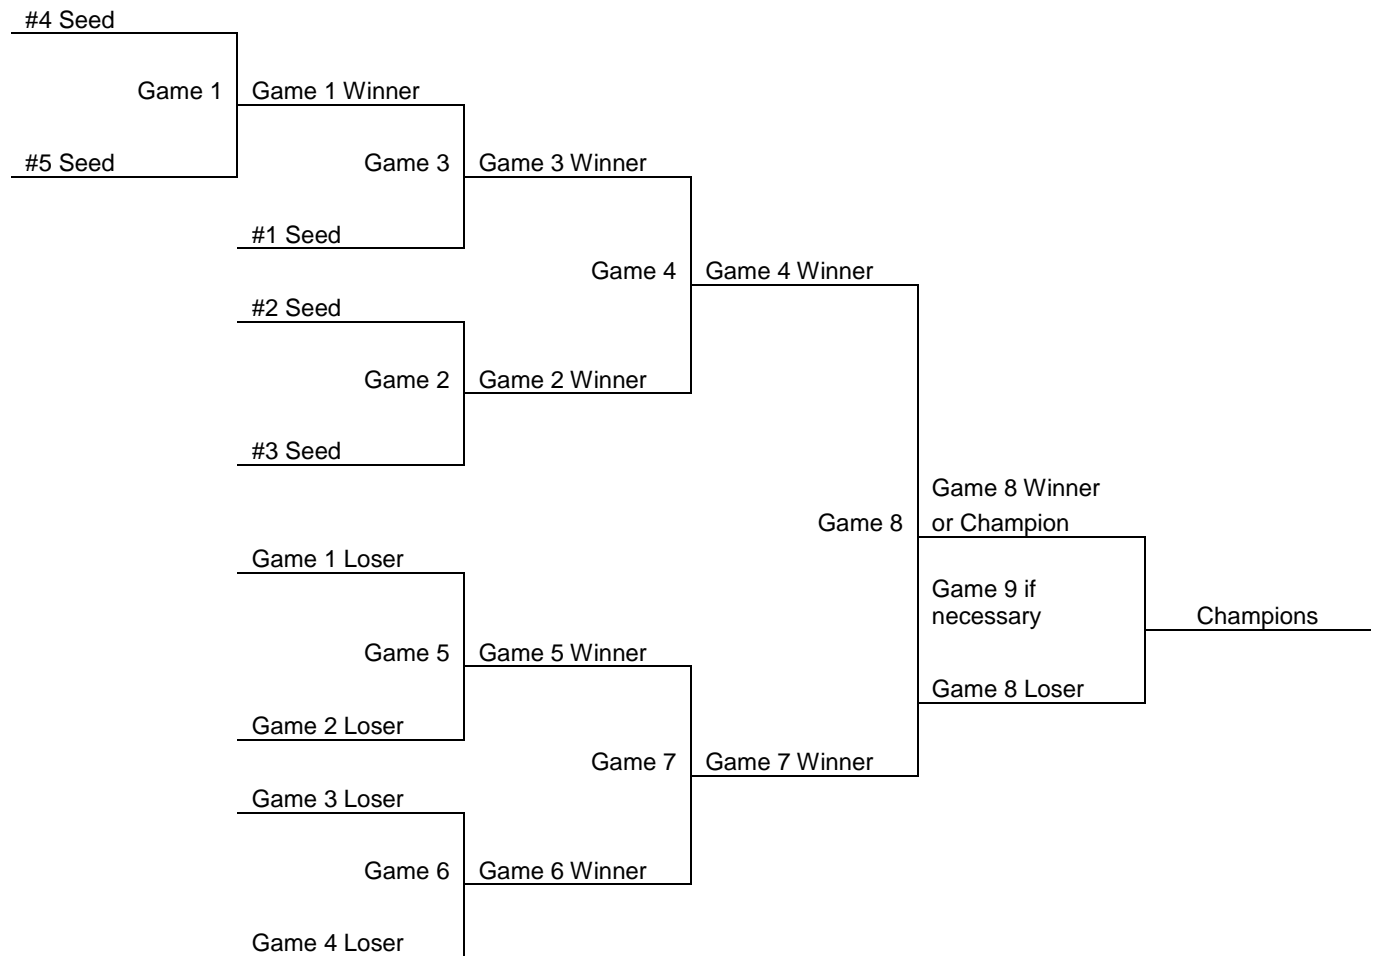 #4 Seed
Game 1
Game 1 Winner
#5 Seed
Game 3
Game 3 Winner
#1 Seed
Game 4
Game 4 Winner
#2 Seed
Game 2
Game 2 Winner
#3 Seed
Game 8 Winner
Game 8
or Champion
Game 1 Loser
Game 9 if
necessary
Champions
Game 5
Game 5 Winner
Game 8 Loser
Game 2 Loser
Game 7
Game 7 Winner
Game 3 Loser
Game 6
Game 6 Winner
Game 4 Loser